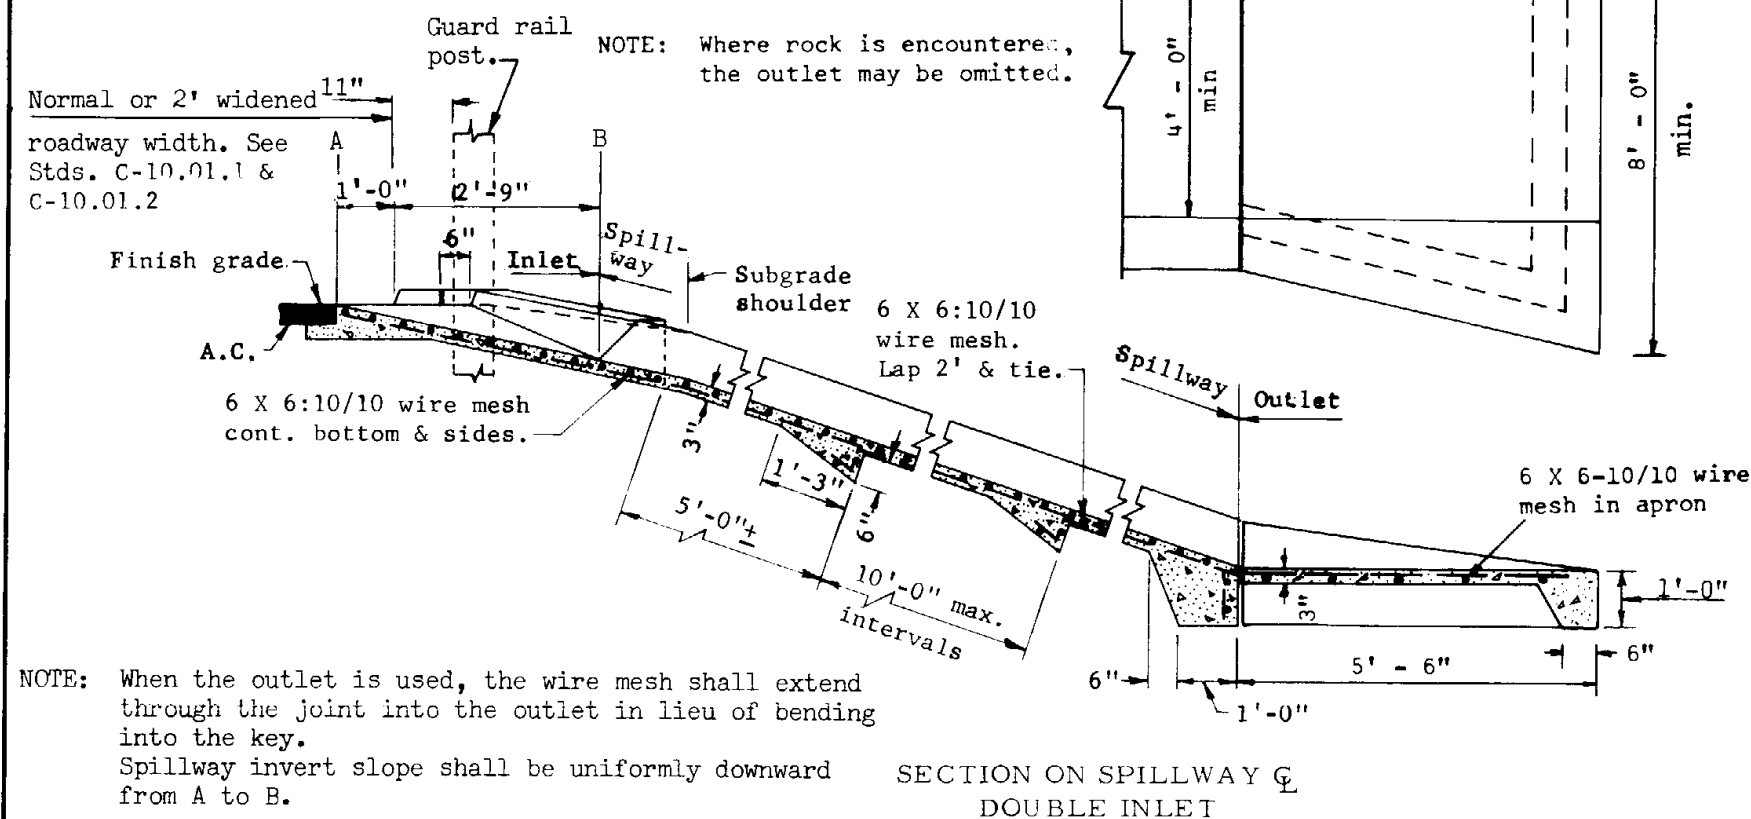 Guard rail
post.
NOTE: Where rock is encountered,
the outlet may be omitted.
4' - 0"
min
8' - 0"
min.
Normal or 2' widened
11"
roadway width. See
Stds. C-10.01.1 &
C-10.01.2
A
B
1'-0"
2'-9"
6"
Finish grade
Inlet
Spill-
way
Subgrade
shoulder
A.C.
6 X 6:10/10
wire mesh.
Lap 2' & tie.
Spillway
Outlet
6 X 6:10/10 wire mesh
cont. bottom & sides.
3"
1'-3"
6"
5'-0"±
10'-0" max.
intervals
6 X 6-10/10 wire
mesh in apron
3"
1'-0"
6"
5' - 6"
6"
1'-0"
NOTE: When the outlet is used, the wire mesh shall extend
through the joint into the outlet in lieu of bending
into the key.
Spillway invert slope shall be uniformly downward
from A to B.
SECTION ON SPILLWAY ℄
DOUBLE INLET